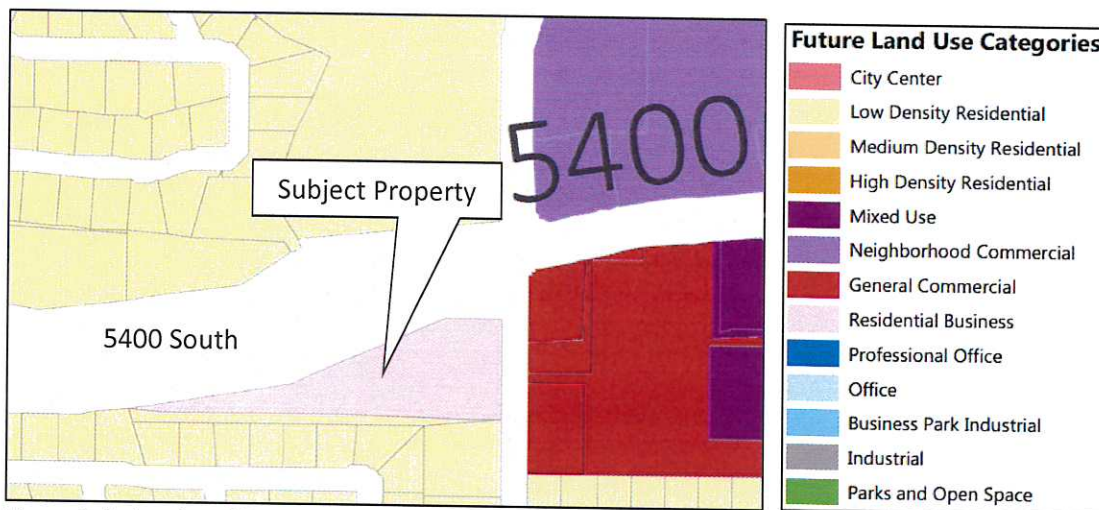 5400
Subject Property
5400 South
Future Land Use Categories
City Center
Low Density Residential
Medium Density Residential
High Density Residential
Mixed Use
Neighborhood Commercial
General Commercial
Residential Business
Professional Office
Office
Business Park Industrial
Industrial
Parks and Open Space